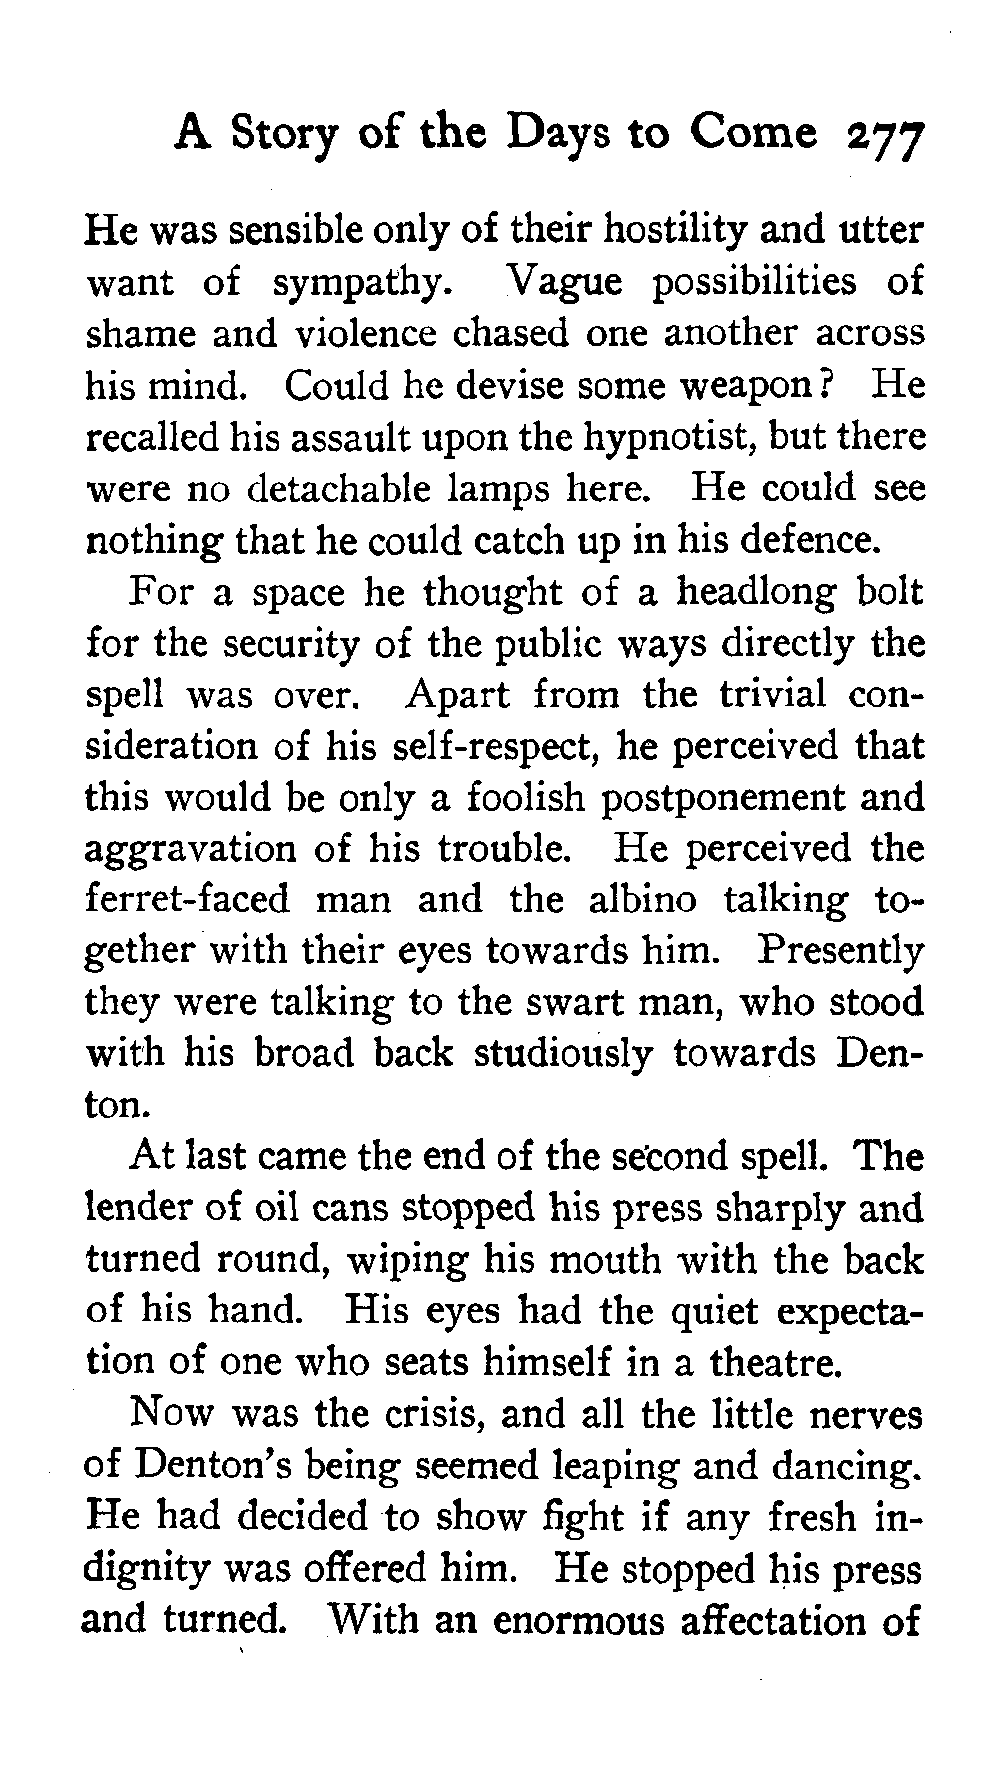 A Story of the Days to Come 277
He was sensible only of their hostility and utter
want of sympathy. Vague possibilities of
shame and violence chased one another across
his mind. Could he devise some weapon? He
recalled his assault upon the hypnotist, but there
were no detachable lamps here. He could see
nothing that he could catch up in his defence.
For a space he thought of a headlong bolt
for the security of the public ways directly the
spell was over. Apart from the trivial con-
sideration of his self-respect, he perceived that
this would be only a foolish postponement and
aggravation of his trouble. He perceived the
ferret-faced man and the albino talking to-
gether with their eyes towards him. Presently
they were talking to the swart man, who stood
with his broad back studiously towards Den-
ton.
At last came the end of the second spell. The
lender of oil cans stopped his press sharply and
turned round, wiping his mouth with the back
of his hand. His eyes had the quiet expecta-
tion of one who seats himself in a theatre.
Now was the crisis, and all the little nerves
of Denton's being seemed leaping and dancing.
He had decided to show fight if any fresh in-
dignity was offered him. He stopped his press
and turned. With an enormous affectation of